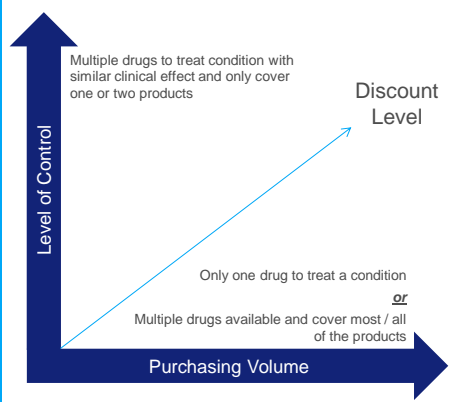 Multiple drugs to treat condition with
similar clinical effect and only cover
one or two products
Discount
Level
Level of Control
Only one drug to treat a condition
or
Multiple drugs available and cover most / all
of the products
Purchasing Volume